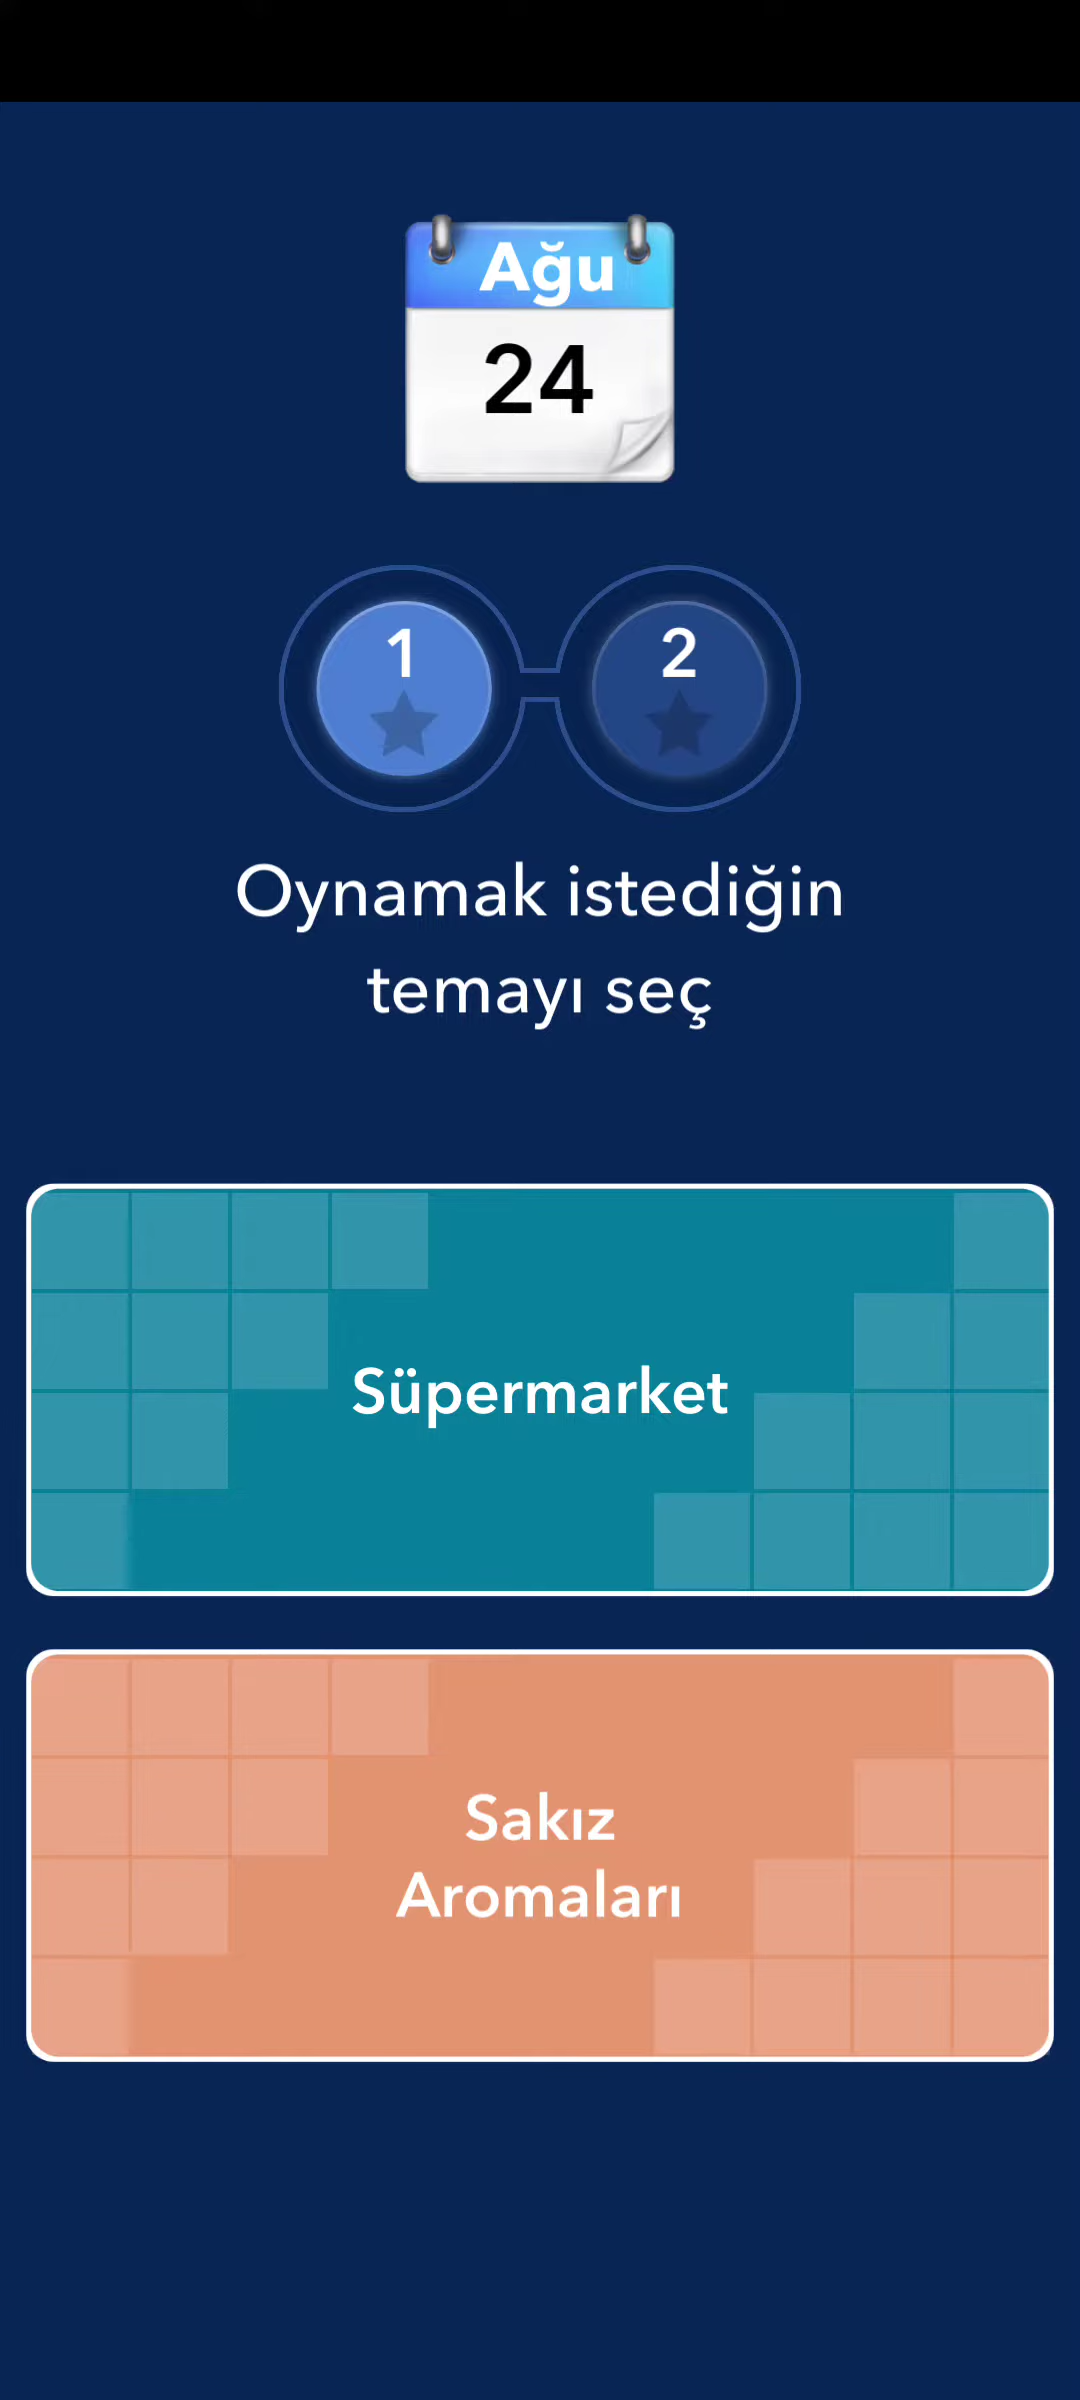 Ağu
24
1
2
Oynamak istediğin
temayı seç
Süpermarket
Sakız
Aromaları